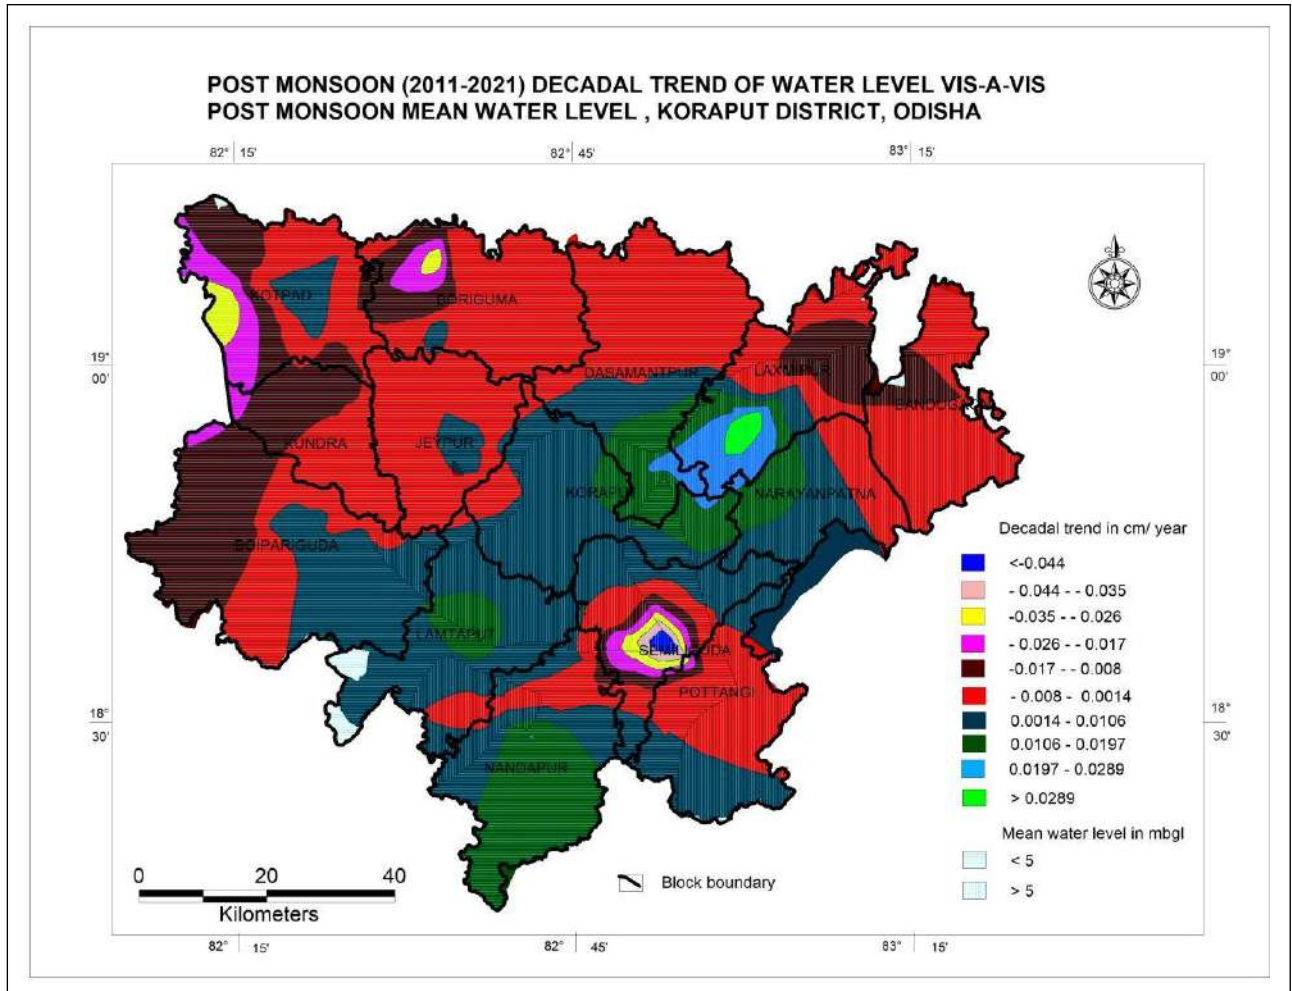 POST MONSOON (2011-2021) DECADAL TREND OF WATER LEVEL VIS-A-VIS
POST MONSOON MEAN WATER LEVEL , KORAPUT DISTRICT, ODISHA
82° 15' 82° 45' 83° 15'
KOTPAD
BORIGUMA
19° 00'
19° 00'
DASAMANTPUR
LAXMIPUR
KUNDRA
JEYPUR
KORAPUT
NARAYANPATNA
BOIPARIGUDA
LAMTAPUT
SEMILIGUDA
POTTANGI
NANDAPUR
18° 30'
18° 30'
Decadal trend in cm/ year
<-0.044
- 0.044 - - 0.035
-0.035 - - 0.026
-0.026 - -0.017
-0.017 - - 0.008
- 0.008 - 0.0014
0.0014 - 0.0106
0.0106 - 0.0197
0.0197 - 0.0289
> 0.0289
Mean water level in mbgl
< 5
> 5
0 20 40
Kilometers
Block boundary
82° 15' 82° 45' 83° 15'